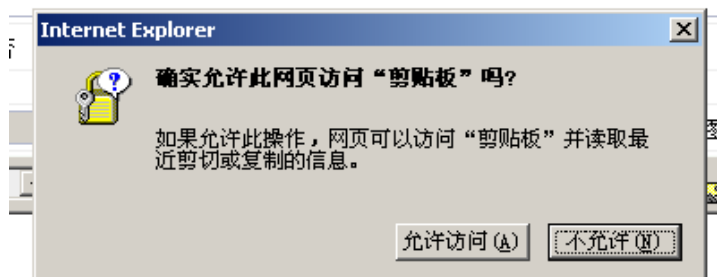 Internet Explorer
确实允许此网页访问“剪贴板”吗?
如果允许此操作，网页可以访问“剪贴板”并读取最
近剪切或复制的信息。
允许访问(A)
不允许(N)